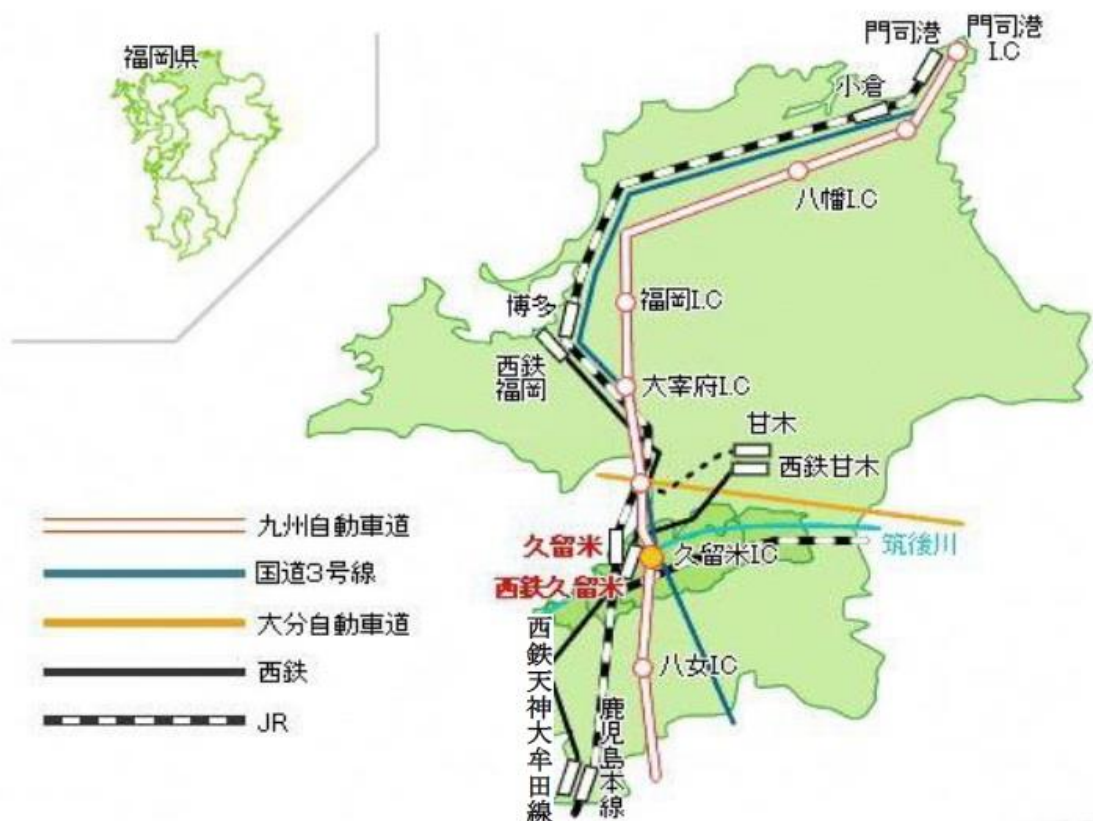 福岡県
門司港
門司港
I.C
小倉
八幡I.C
博多
福岡I.C
西鉄
福岡
大宰府I.C
甘木
西鉄甘木
九州自動車道
久留米
久留米IC
筑後川
国道3号線
西鉄久留米
大分自動車道
西鉄天神大牟田線
八女IC
西鉄
鹿児島本線
JR